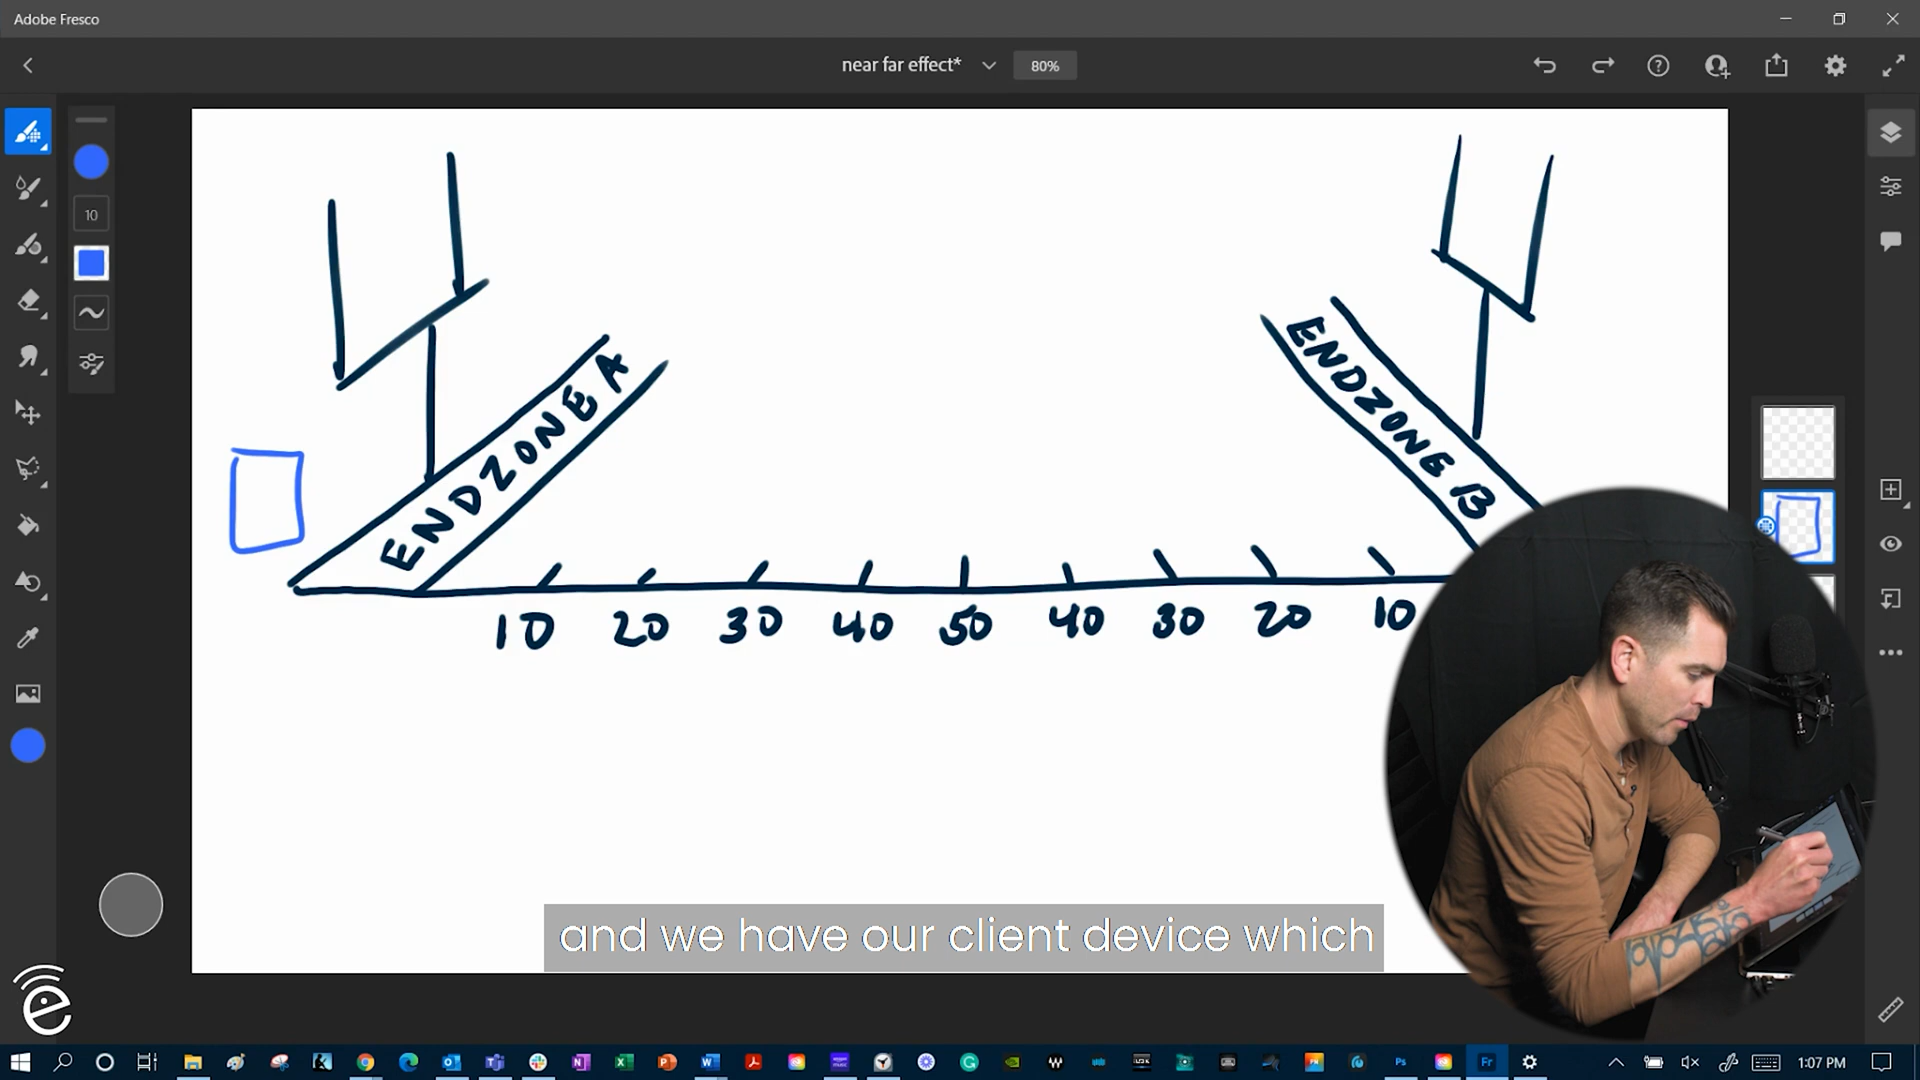 Adobe Fresco
near far effect*
80%
10
ENDZONE A
ENDZONE B
10 20 30 40 50 40 30 20 10
and we have our client device which
1:07 PM